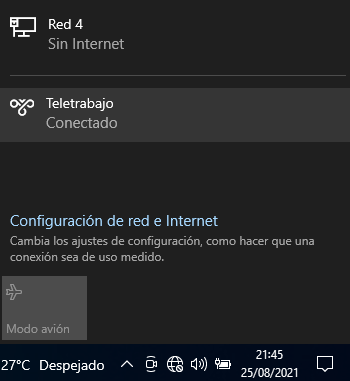 Red 4
Sin Internet
Teletrabajo
Conectado
Configuración de red e Internet
Cambia los ajustes de configuración, como hacer que una
conexión sea de uso medido.
Modo avión
27°C Despejado
21:45
25/08/2021